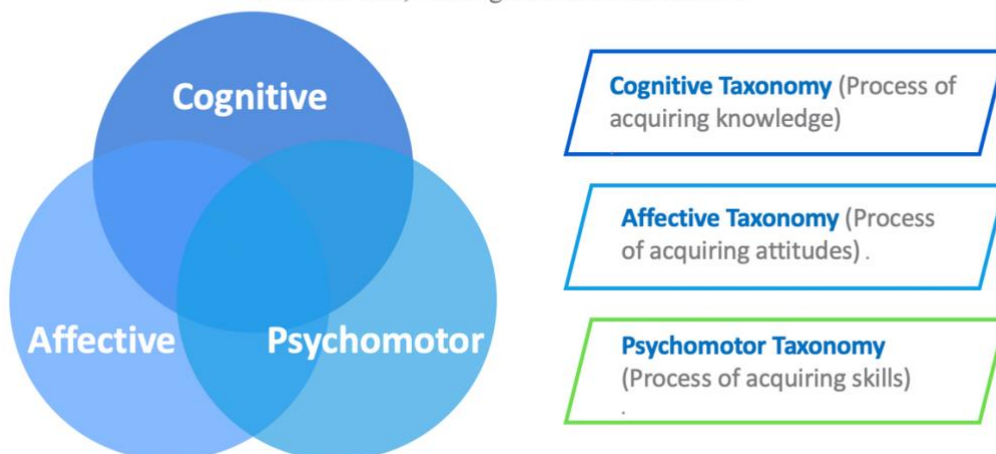 Cognitive
Affective
Psychomotor
Cognitive Taxonomy (Process of
acquiring knowledge)
.
Affective Taxonomy (Process
of acquiring attitudes) .
Psychomotor Taxonomy
(Process of acquiring skills)
.